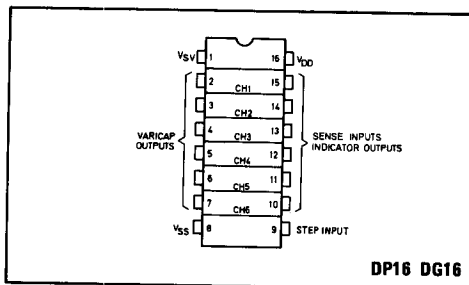 VSV 1 16 VDD
2 15
CH1
3 14
CH2
4 13
VARICAP OUTPUTS
CH3
SENSE INPUTS INDICATOR OUTPUTS
5 12
CH4
6 11
CH5
7 10
CH6
VSS 8 9 STEP INPUT
DP16 DG16